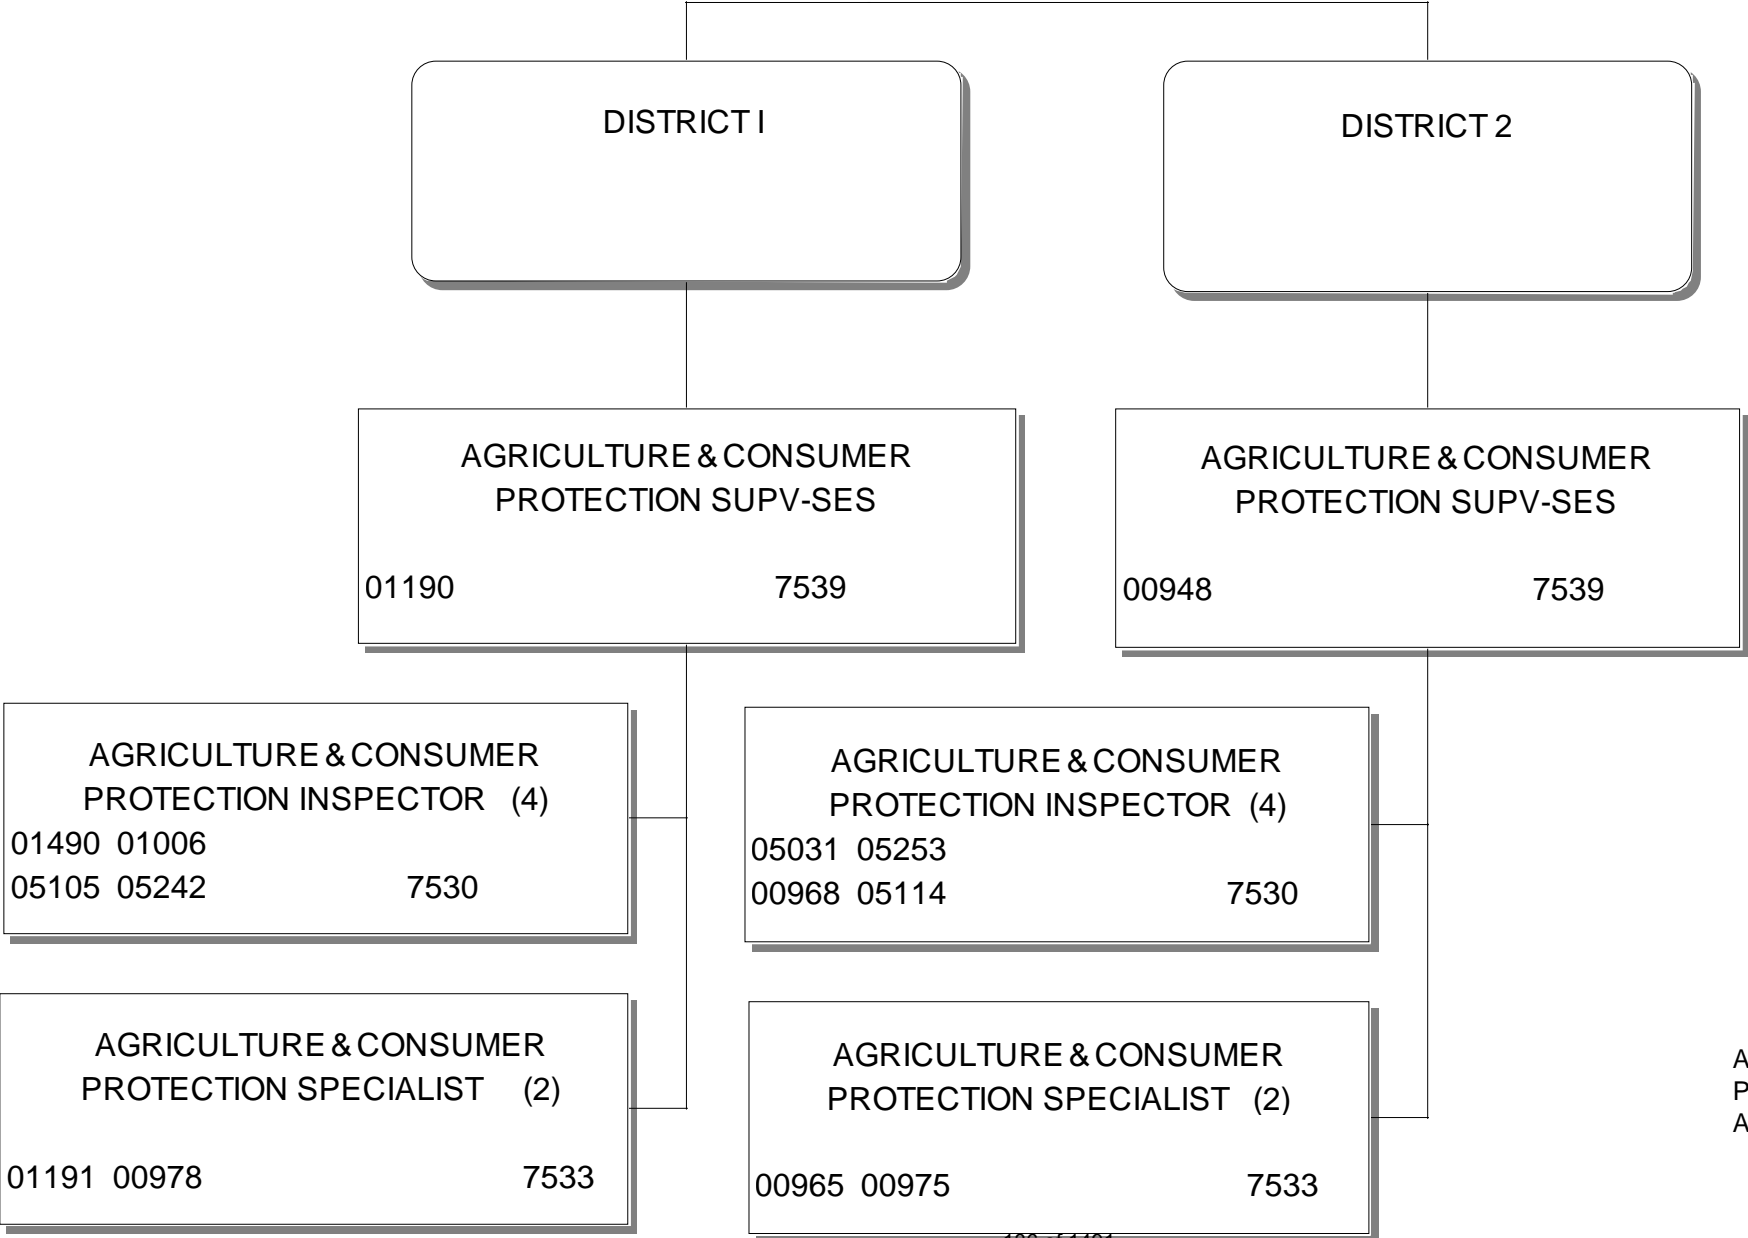 DISTRICT I
DISTRICT 2
AGRICULTURE & CONSUMER
PROTECTION SUPV-SES
01190 7539
AGRICULTURE & CONSUMER
PROTECTION SUPV-SES
00948 7539
AGRICULTURE & CONSUMER
PROTECTION INSPECTOR (4)
01490 01006
05105 05242 7530
AGRICULTURE & CONSUMER
PROTECTION INSPECTOR (4)
05031 05253
00968 05114 7530
AGRICULTURE & CONSUMER
PROTECTION SPECIALIST (2)
01191 00978 7533
AGRICULTURE & CONSUMER
PROTECTION SPECIALIST (2)
00965 00975 7533
A
P
A